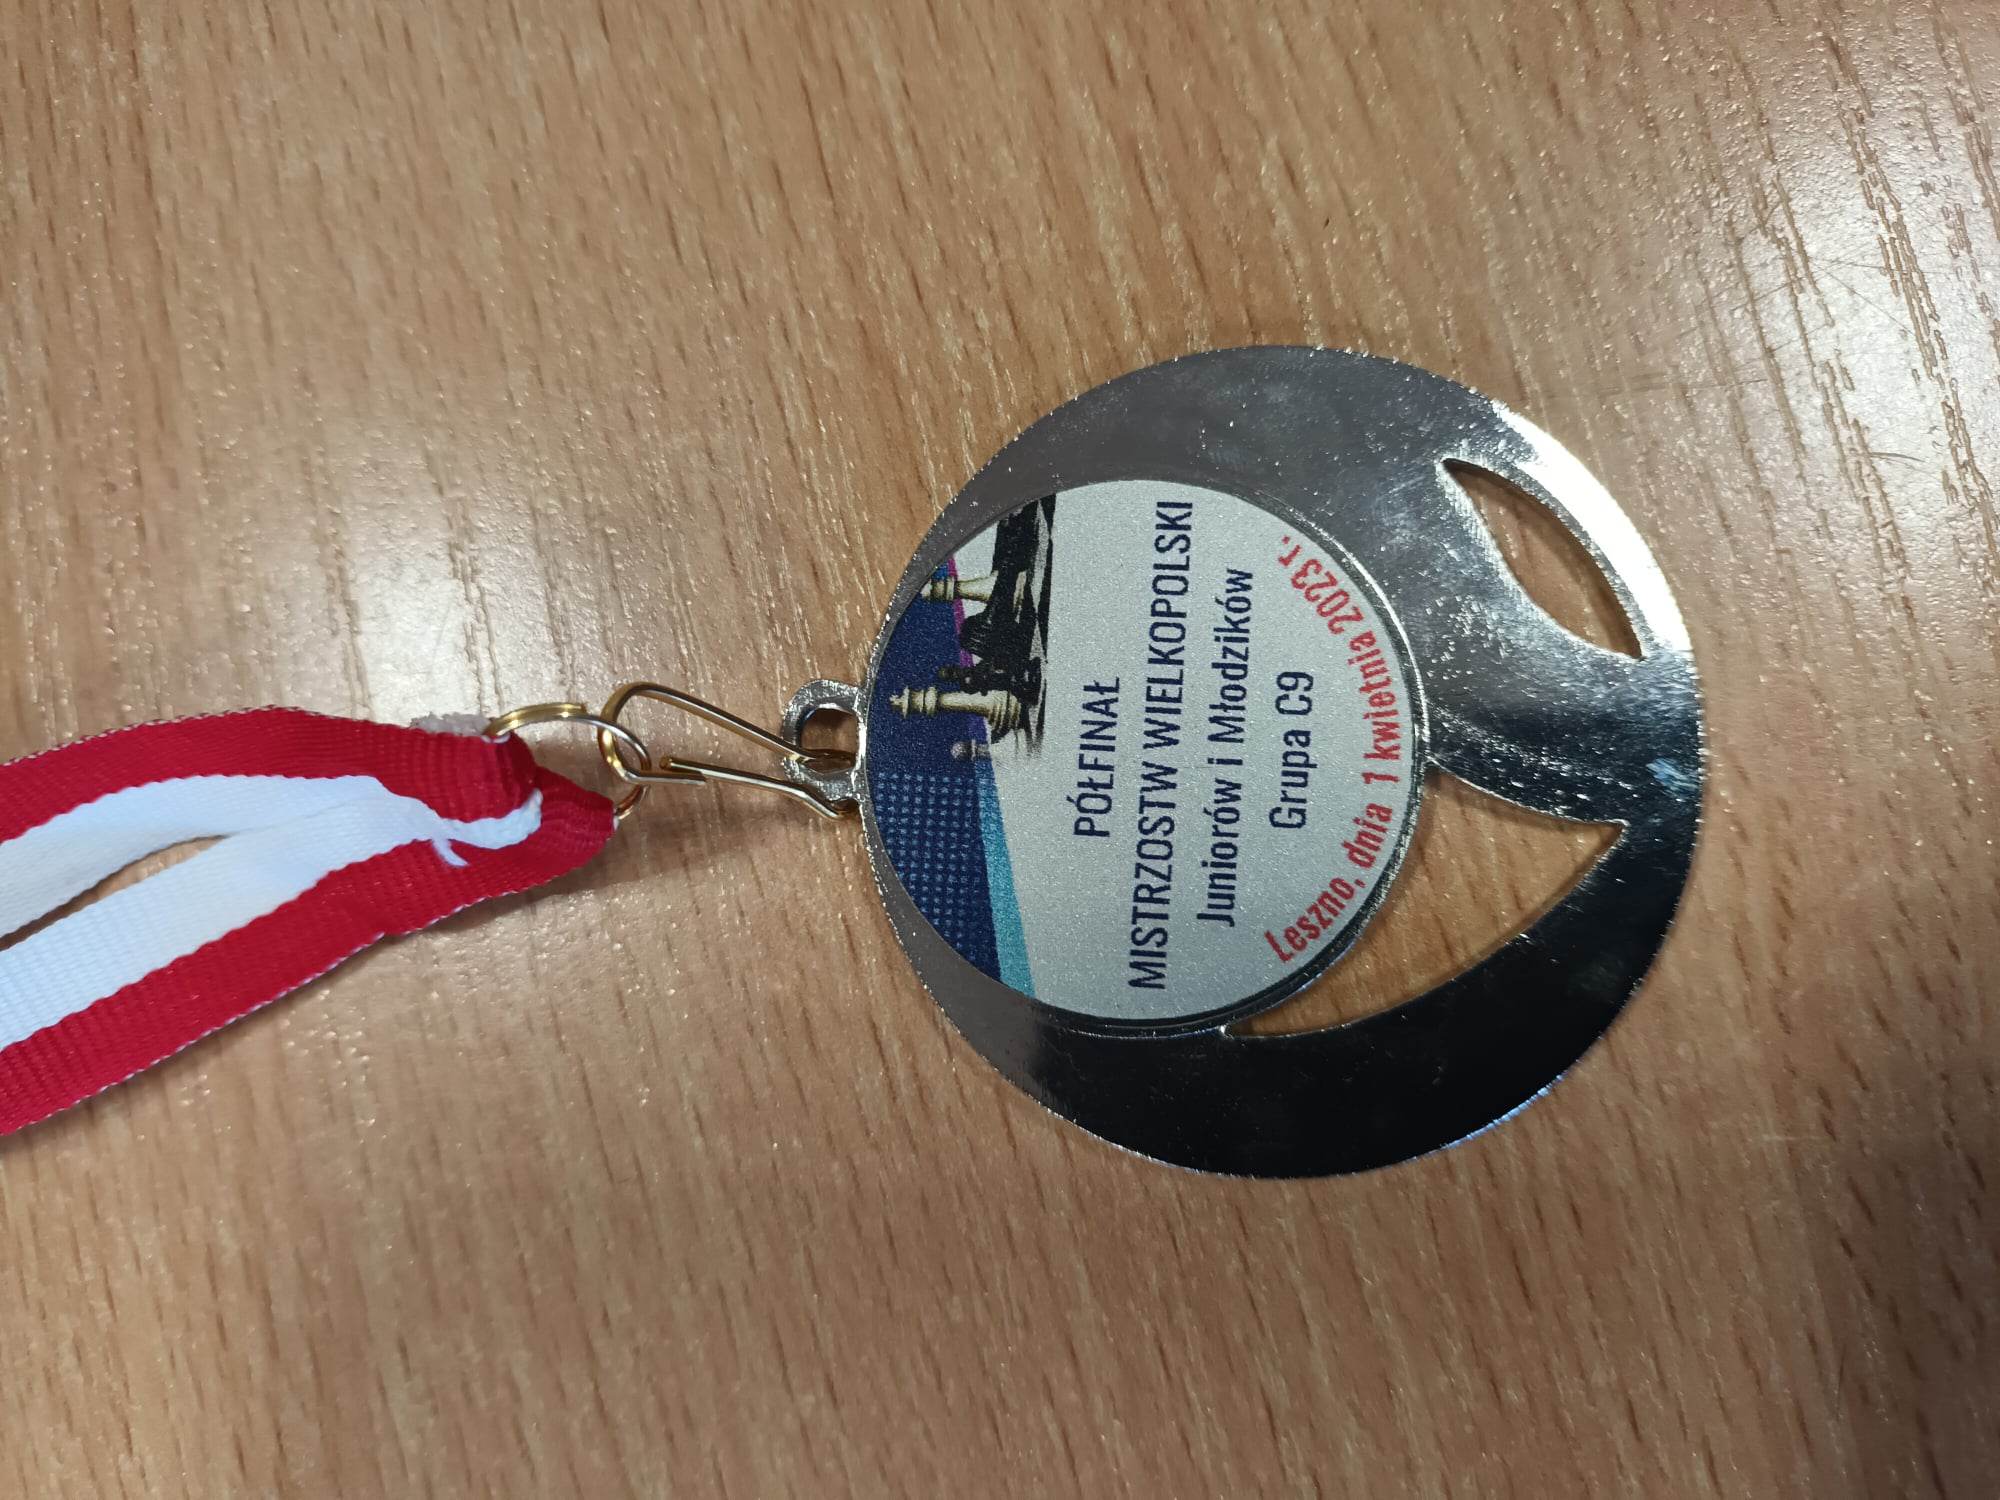 PÓŁFINAŁ
MISTRZOSTW WIELKOPOLSKI
Juniorów i Młodzików
Grupa C9
Leszno, dnia 1 kwietnia 2023 r.